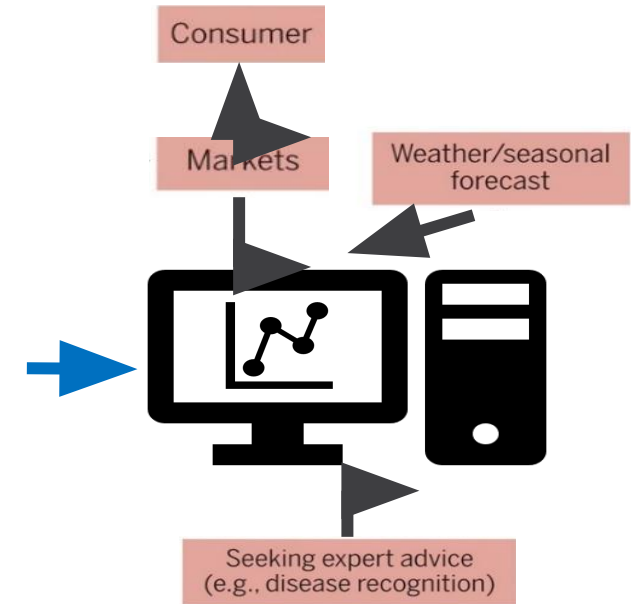 Consumer
Markets
Weather/seasonal
forecast
Seeking expert advice
(e.g., disease recognition)